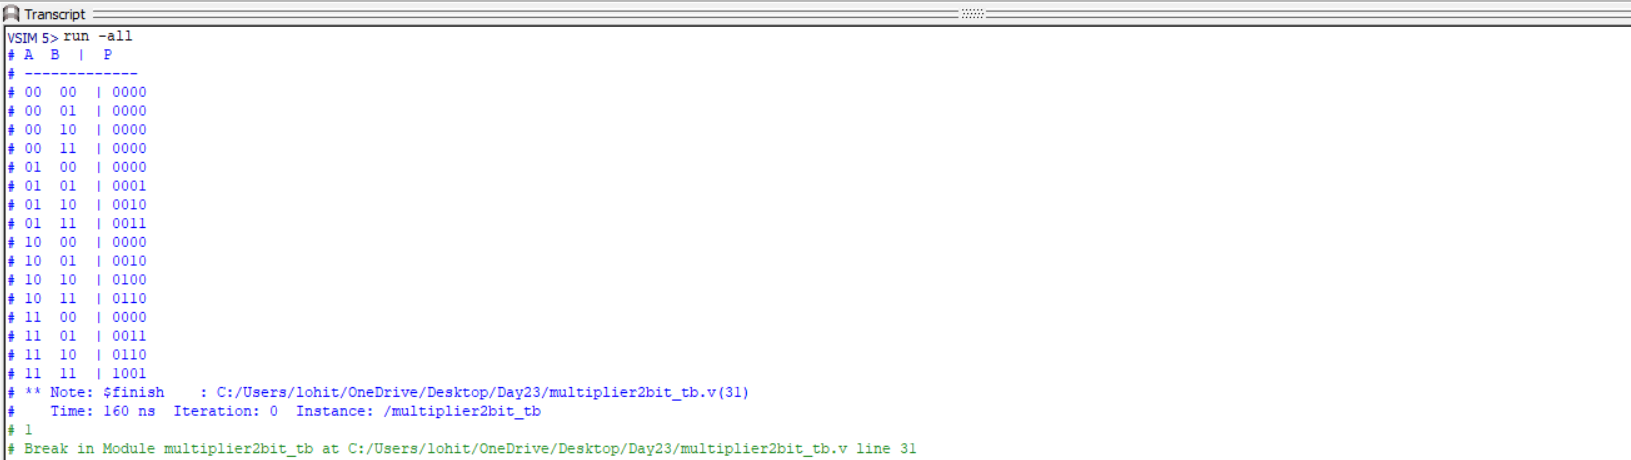 Transcript
VSIM 5> run -all
# A  B  |  P
# -------------
# 00  00  | 0000
# 00  01  | 0000
# 00  10  | 0000
# 00  11  | 0000
# 01  00  | 0000
# 01  01  | 0001
# 01  10  | 0010
# 01  11  | 0011
# 10  00  | 0000
# 10  01  | 0010
# 10  10  | 0100
# 10  11  | 0110
# 11  00  | 0000
# 11  01  | 0011
# 11  10  | 0110
# 11  11  | 1001
# ** Note: $finish    : C:/Users/lohit/OneDrive/Desktop/Day23/multiplier2bit_tb.v(31)
#    Time: 160 ns  Iteration: 0  Instance: /multiplier2bit_tb
# 1
# Break in Module multiplier2bit_tb at C:/Users/lohit/OneDrive/Desktop/Day23/multiplier2bit_tb.v line 31